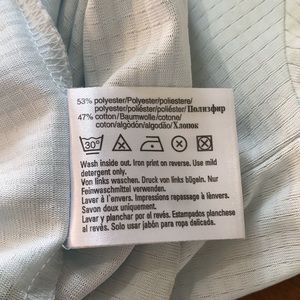 53% polyester/Polyester/poliestere/
polyester/poliéster/poliéster/Полиэфир
47% cotton/Baumwolle/cotone/
coton/algodón/algodão/Хлопок
30°
Wash inside out. Iron print on reverse. Use mild
detergent only.
Von links waschen. Druck von links bügeln. Nur
Feinwaschmittel verwenden.
Laver à l'envers. Impressions repassage à l'envers.
Savon doux uniquement.
Lavar y planchar por el revés. Estampados planchese
al revés. Solo usar jabón para ropa delicada.